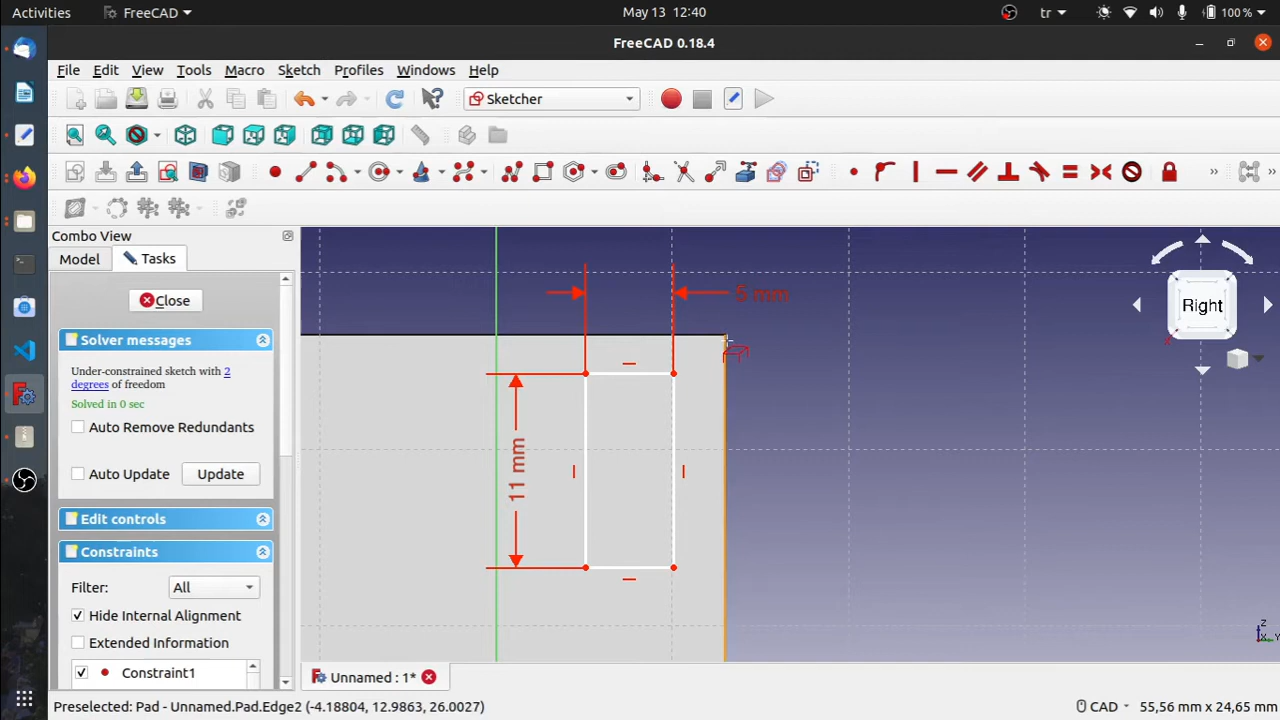 Activities FreeCAD May 13 12:40 tr 100 %
FreeCAD 0.18.4
File Edit View Tools Macro Sketch Profiles Windows Help
Sketcher
Combo View
Model Tasks
Close
Solver messages
Under-constrained sketch with 2
degrees of freedom
Solved in 0 sec
Auto Remove Redundants
Auto Update Update
Edit controls
Constraints
Filter: All
Hide Internal Alignment
Extended Information
Constraint1
5 mm
11 mm
Right
X
Z
X Y
Unnamed : 1*
Preselected: Pad - Unnamed.Pad.Edge2 (-4.18804, 12.9863, 26.0027) CAD 55,56 mm x 24,65 mm